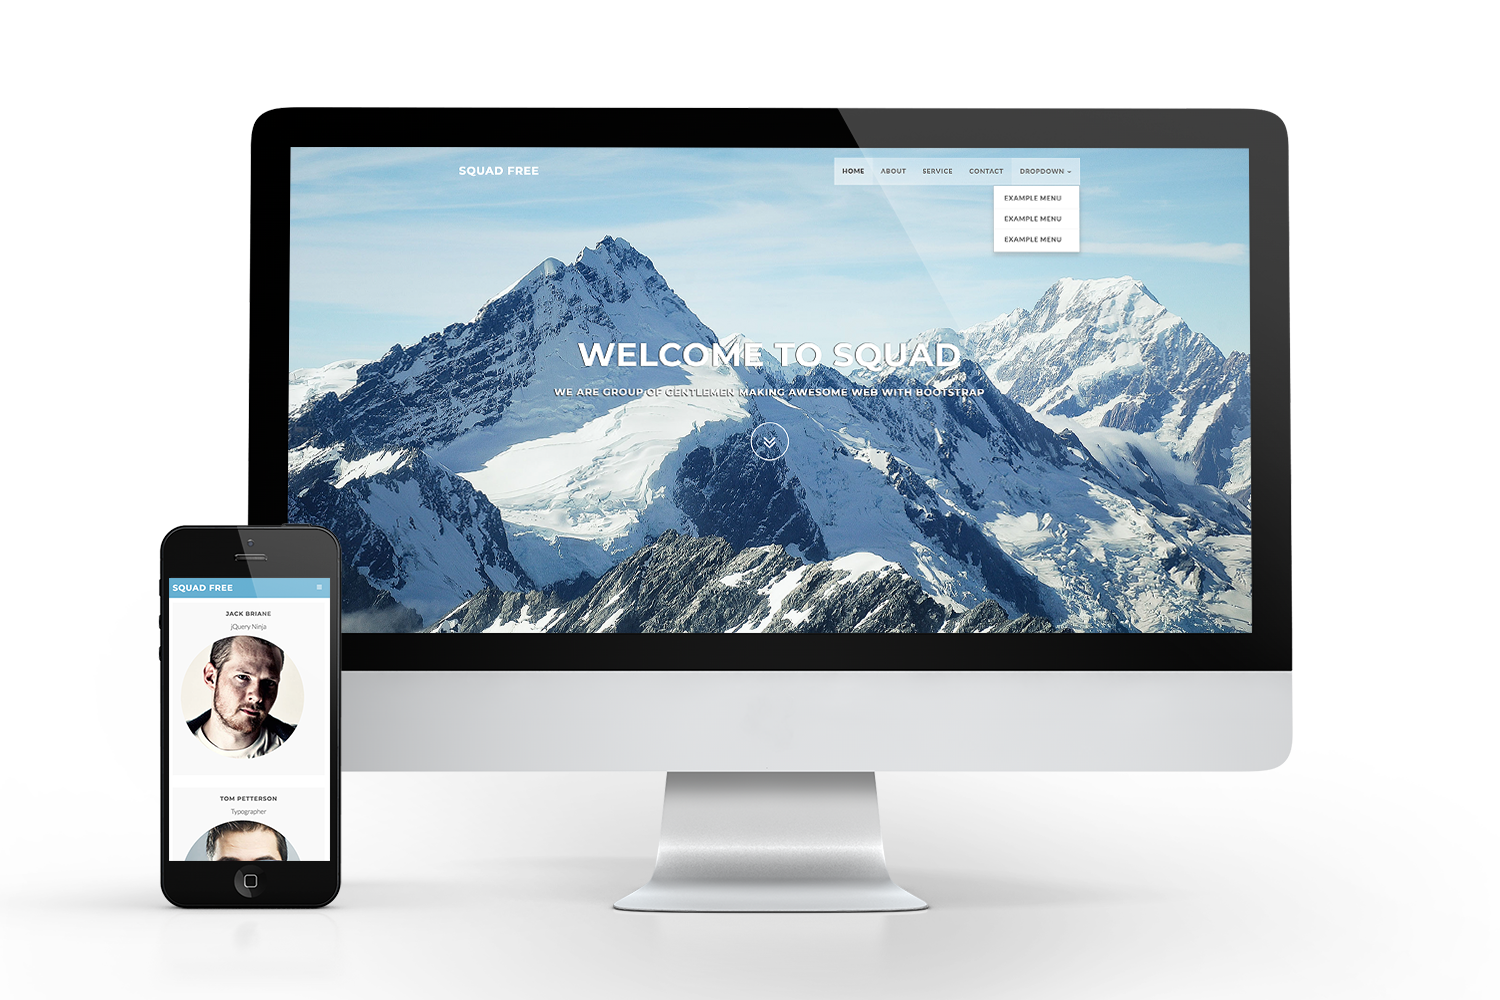 SQUAD FREE
HOME ABOUT SERVICE CONTACT DROPDOWN
EXAMPLE MENU
EXAMPLE MENU
EXAMPLE MENU
WELCOME TO SQUAD
WE ARE GROUP OF GENTLEMEN MAKING AWESOME WEB WITH BOOTSTRAP
SQUAD FREE
JACK BRIANE
jQuery Ninja
TOM PETTERSON
Typographer